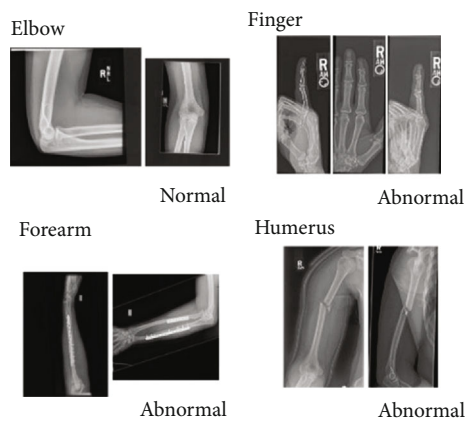 Elbow
Finger
R
R
R
R
Normal
Abnormal
Forearm
Humerus
R
R
Abnormal
Abnormal